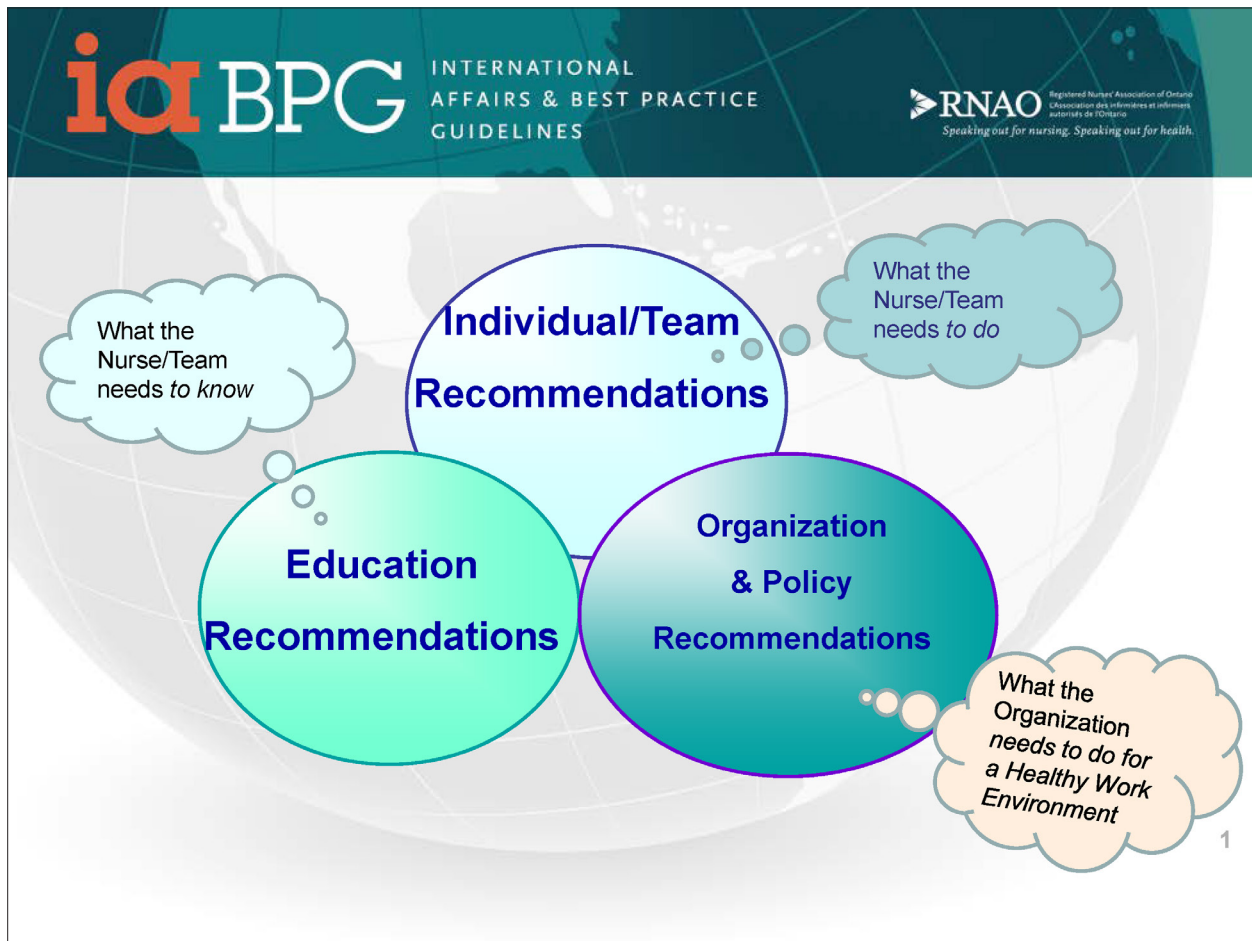 ia BPG
INTERNATIONAL
AFFAIRS & BEST PRACTICE
GUIDELINES
RNAO
Registered Nurses' Association of Ontario
L'Association des infirmières et infirmiers
autorisés de l'Ontario
Speaking out for nursing. Speaking out for health.
What the
Nurse/Team
needs to know
Individual/Team
Recommendations
What the
Nurse/Team
needs to do
Education
Recommendations
Organization
& Policy
Recommendations
What the
Organization
needs to do for
a Healthy Work
Environment
1